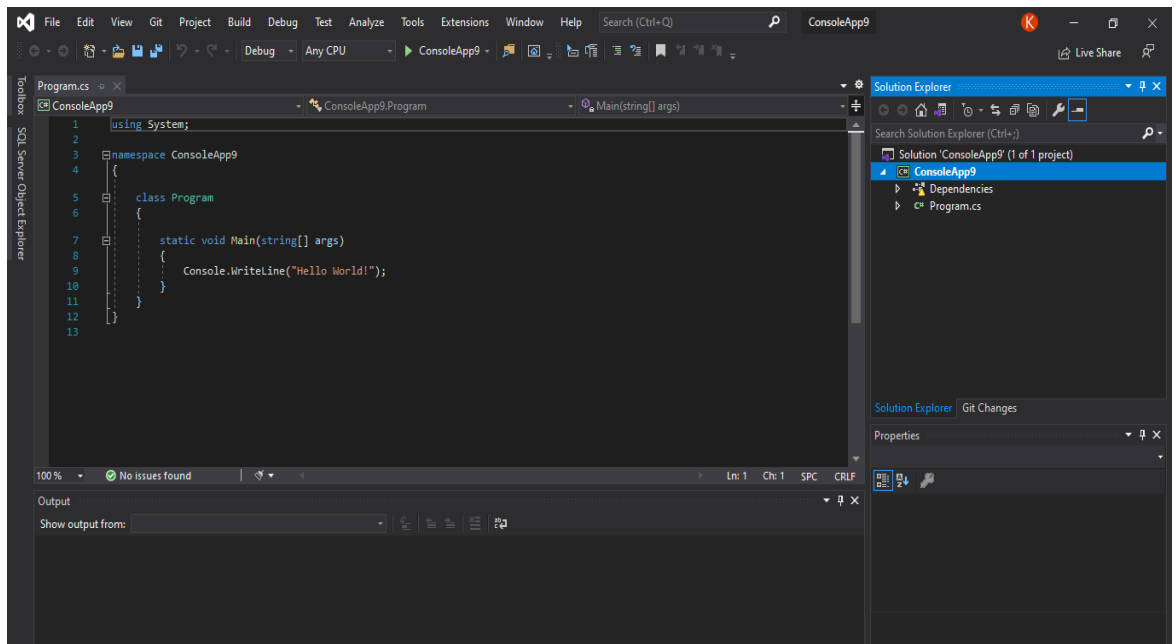 File Edit View Git Project Build Debug Test Analyze Tools Extensions Window Help Search (Ctrl+Q) ConsoleApp9 K
Debug Any CPU ConsoleApp9 Live Share
Toolbox
SQL Server Object Explorer
Program.cs
C# ConsoleApp9 ConsoleApp9.Program Main(string[] args)
1 using System;
2
3 namespace ConsoleApp9
4 {
5 class Program
6 {
7 static void Main(string[] args)
8 {
9 Console.WriteLine("Hello World!");
10 }
11 }
12 }
13
100 % No issues found Ln: 1 Ch: 1 SPC CRLF
Output
Show output from:
Solution Explorer
Search Solution Explorer (Ctrl+;)
Solution 'ConsoleApp9' (1 of 1 project)
C# ConsoleApp9
Dependencies
C# Program.cs
Solution Explorer Git Changes
Properties